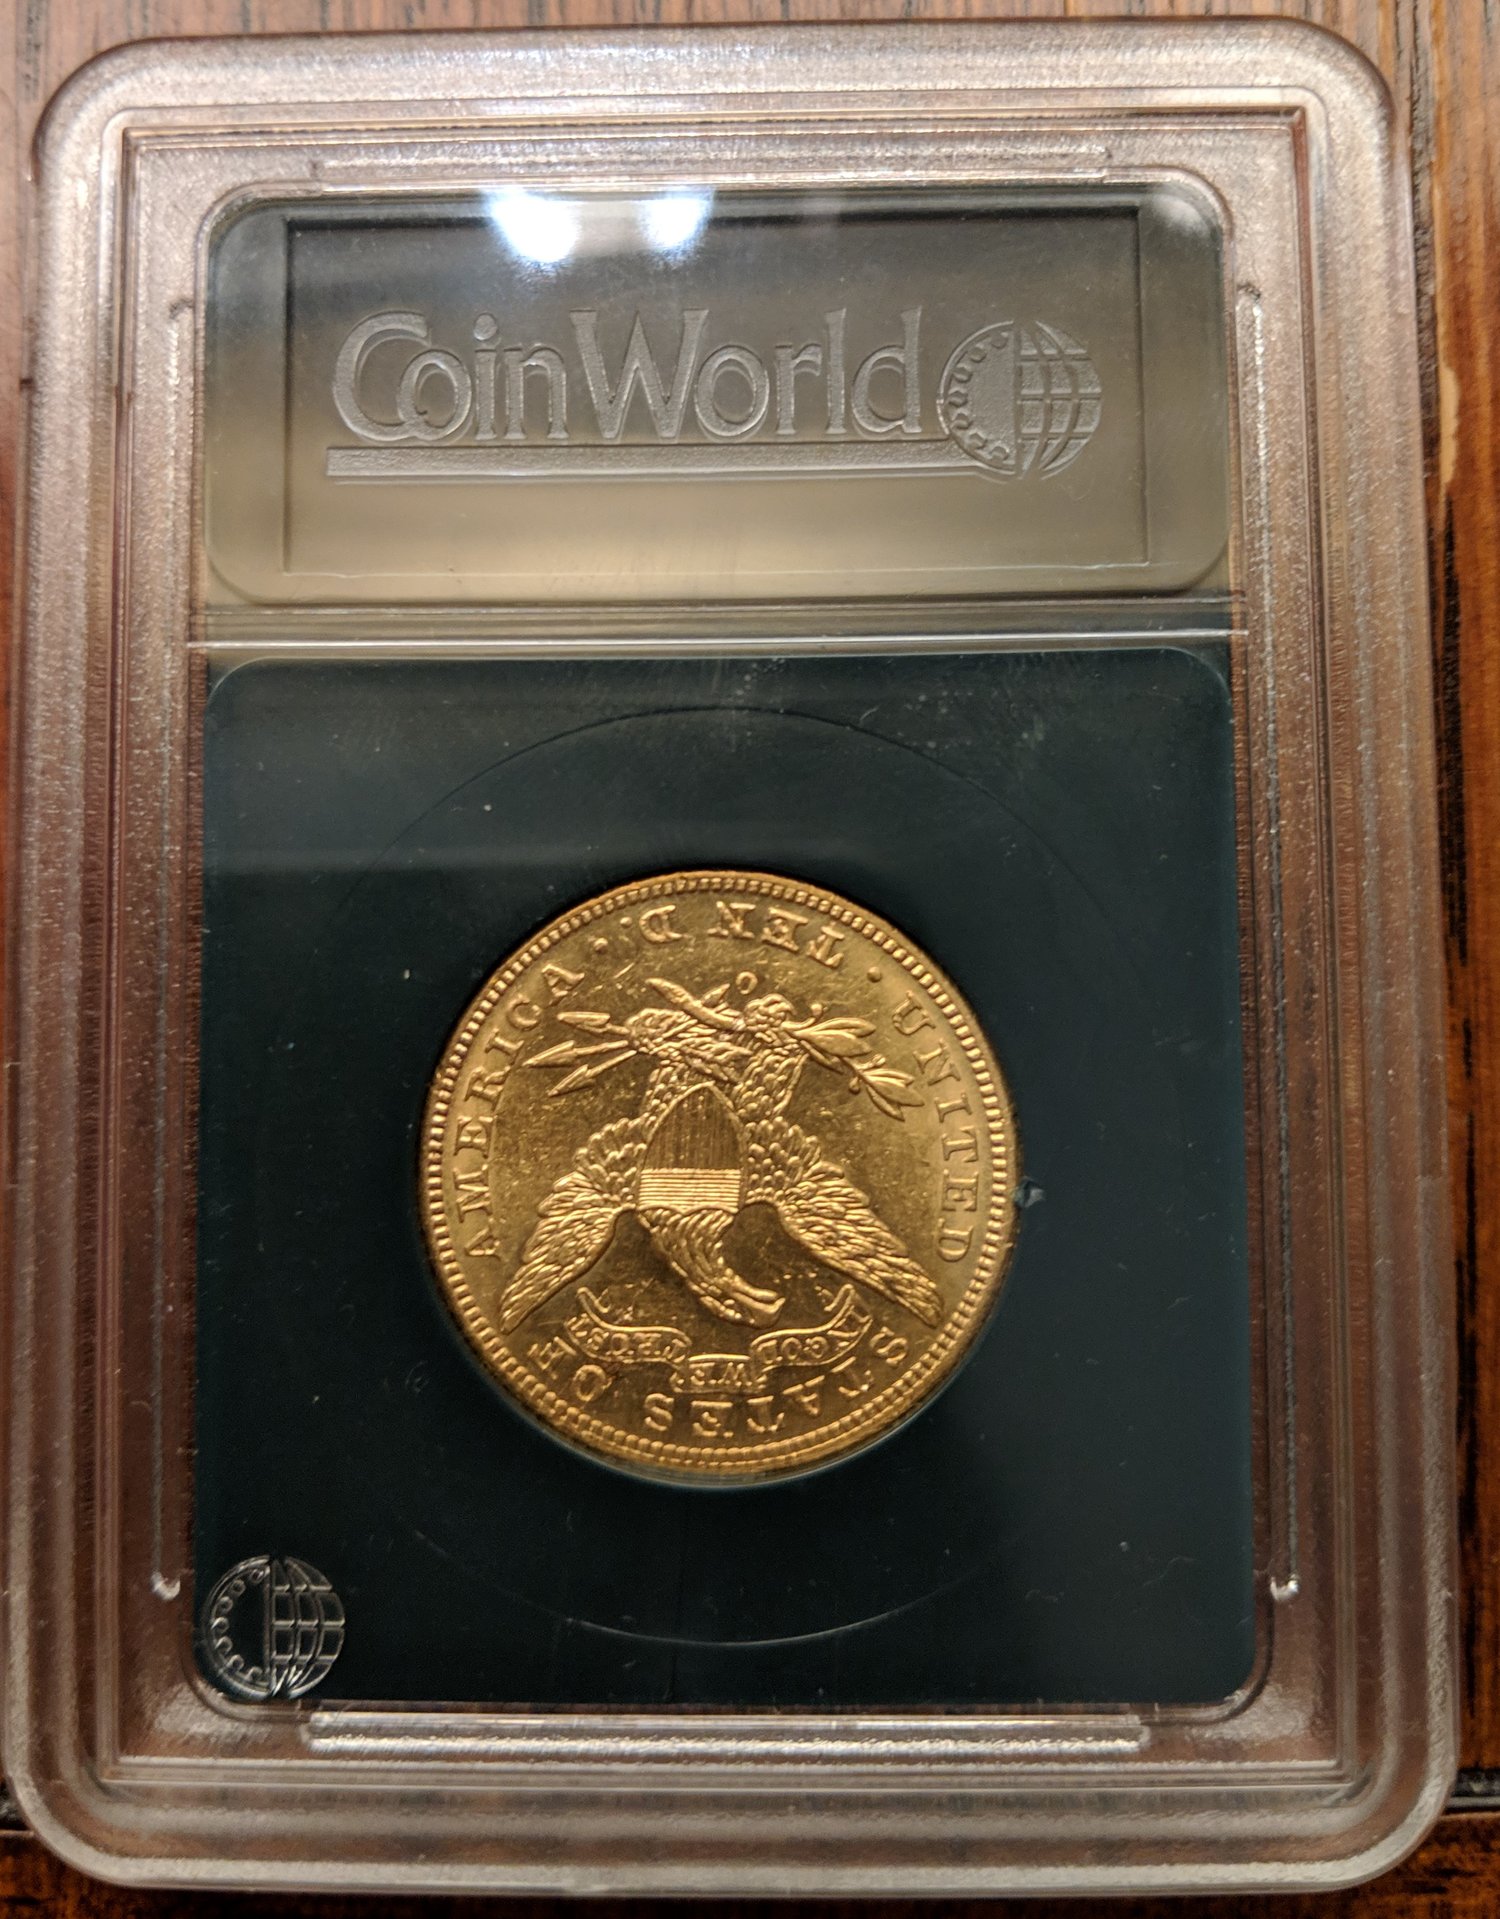 CoinWorld
UNITED STATES OF AMERICA
IN GOD WE TRUST
O
TEN D.